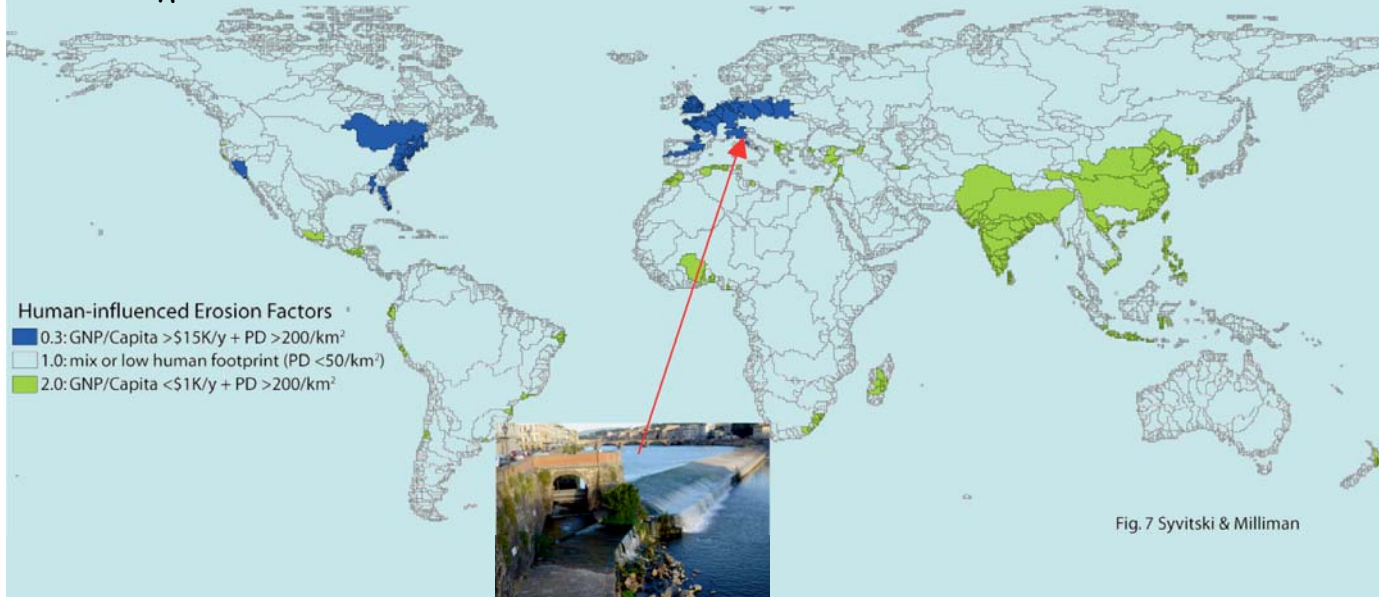 Human-influenced Erosion Factors
0.3: GNP/Capita >$15K/y + PD >200/km²
1.0: mix or low human footprint (PD <50/km²)
2.0: GNP/Capita <$1K/y + PD >200/km²
Fig. 7 Syvitski & Milliman